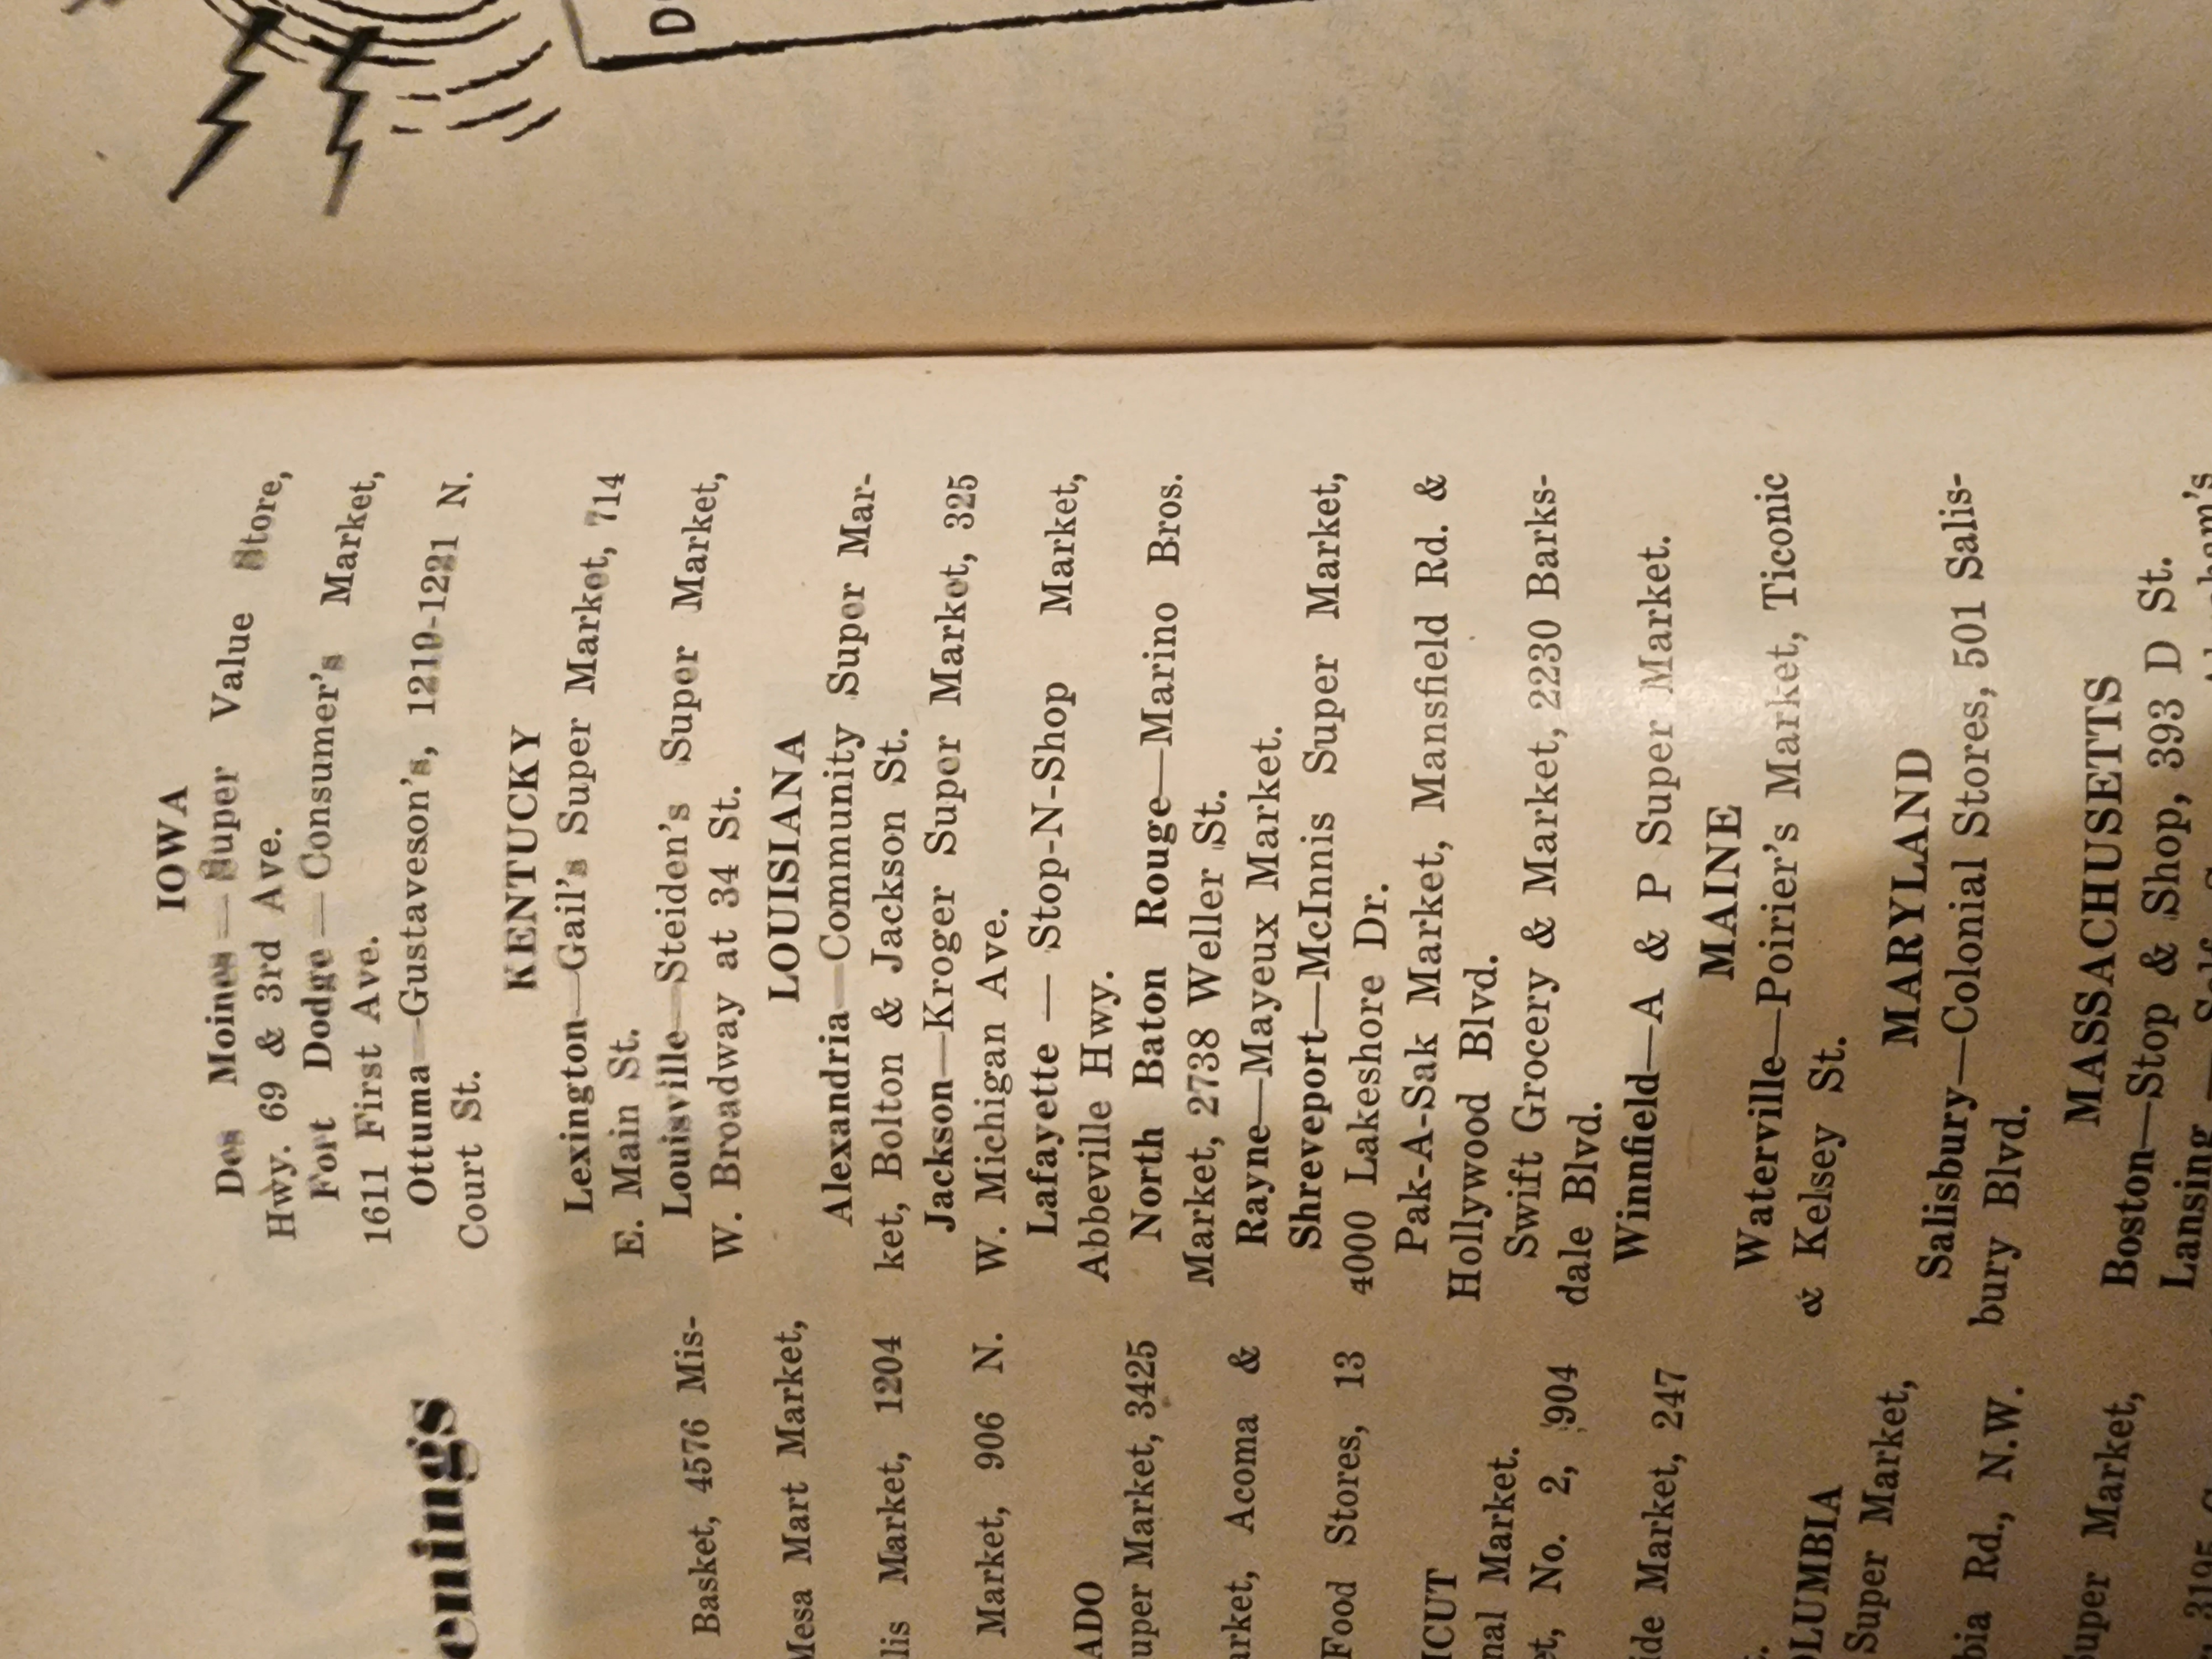 enings
Basket, 4576 Mis-
Mesa Mart Market,
lis Market, 1204
Market, 906 N.
ADO
uper Market, 3425
arket, Acoma &
Food Stores, 13
ICUT
nal Market.
et, No. 2, 904
ide Market, 247
t.
OLUMBIA
Super Market,
bia Rd., N.W.
Super Market,
IOWA
Des Moines — Super Value Store,
Hwy. 69 & 3rd Ave.
Fort Dodge — Consumer's Market,
1611 First Ave.
Ottuma—Gustaveson's, 1219-1221 N.
Court St.
KENTUCKY
Lexington—Gail's Super Market, 714
E. Main St.
Louisville—Steiden's Super Market,
W. Broadway at 34 St.
LOUISIANA
Alexandria—Community Super Mar-
ket, Bolton & Jackson St.
Jackson—Kroger Super Market, 325
W. Michigan Ave.
Lafayette — Stop-N-Shop Market,
Abbeville Hwy.
North Baton Rouge—Marino Bros.
Market, 2738 Weller St.
Rayne—Mayeux Market.
Shreveport—McInnis Super Market,
4000 Lakeshore Dr.
Pak-A-Sak Market, Mansfield Rd. &
Hollywood Blvd.
Swift Grocery & Market, 2230 Barks-
dale Blvd.
Winnfield—A & P Super Market.
MAINE
Waterville—Poirier's Market, Ticonic
& Kelsey St.
MARYLAND
Salisbury—Colonial Stores, 501 Salis-
bury Blvd.
MASSACHUSETTS
Boston—Stop & Shop, 393 D St.
Lansing
D